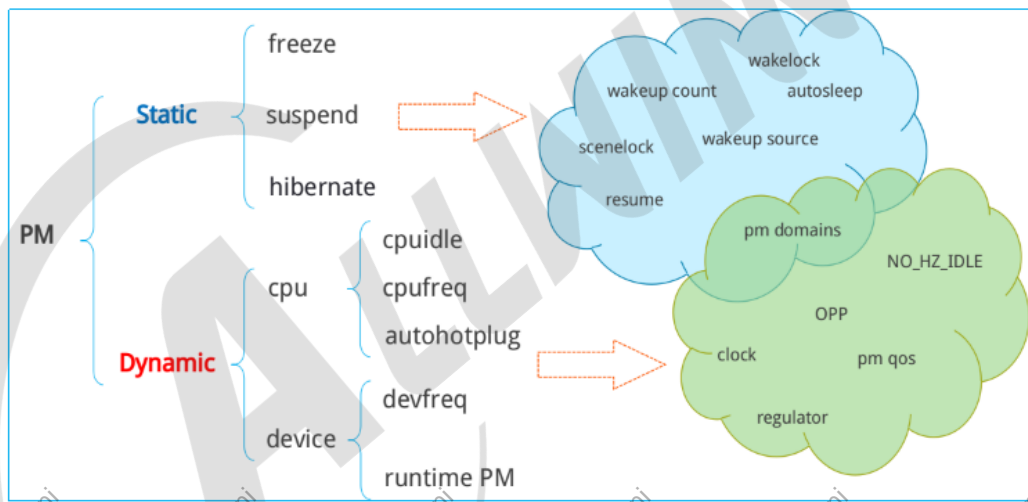 PM
Static
freeze
suspend
hibernate
Dynamic
cpu
cpuidle
cpufreq
autohotplug
device
devfreq
runtime PM
wakelock
wakeup count
autosleep
scenelock
wakeup source
resume
pm domains
NO_HZ_IDLE
OPP
clock
pm qos
regulator